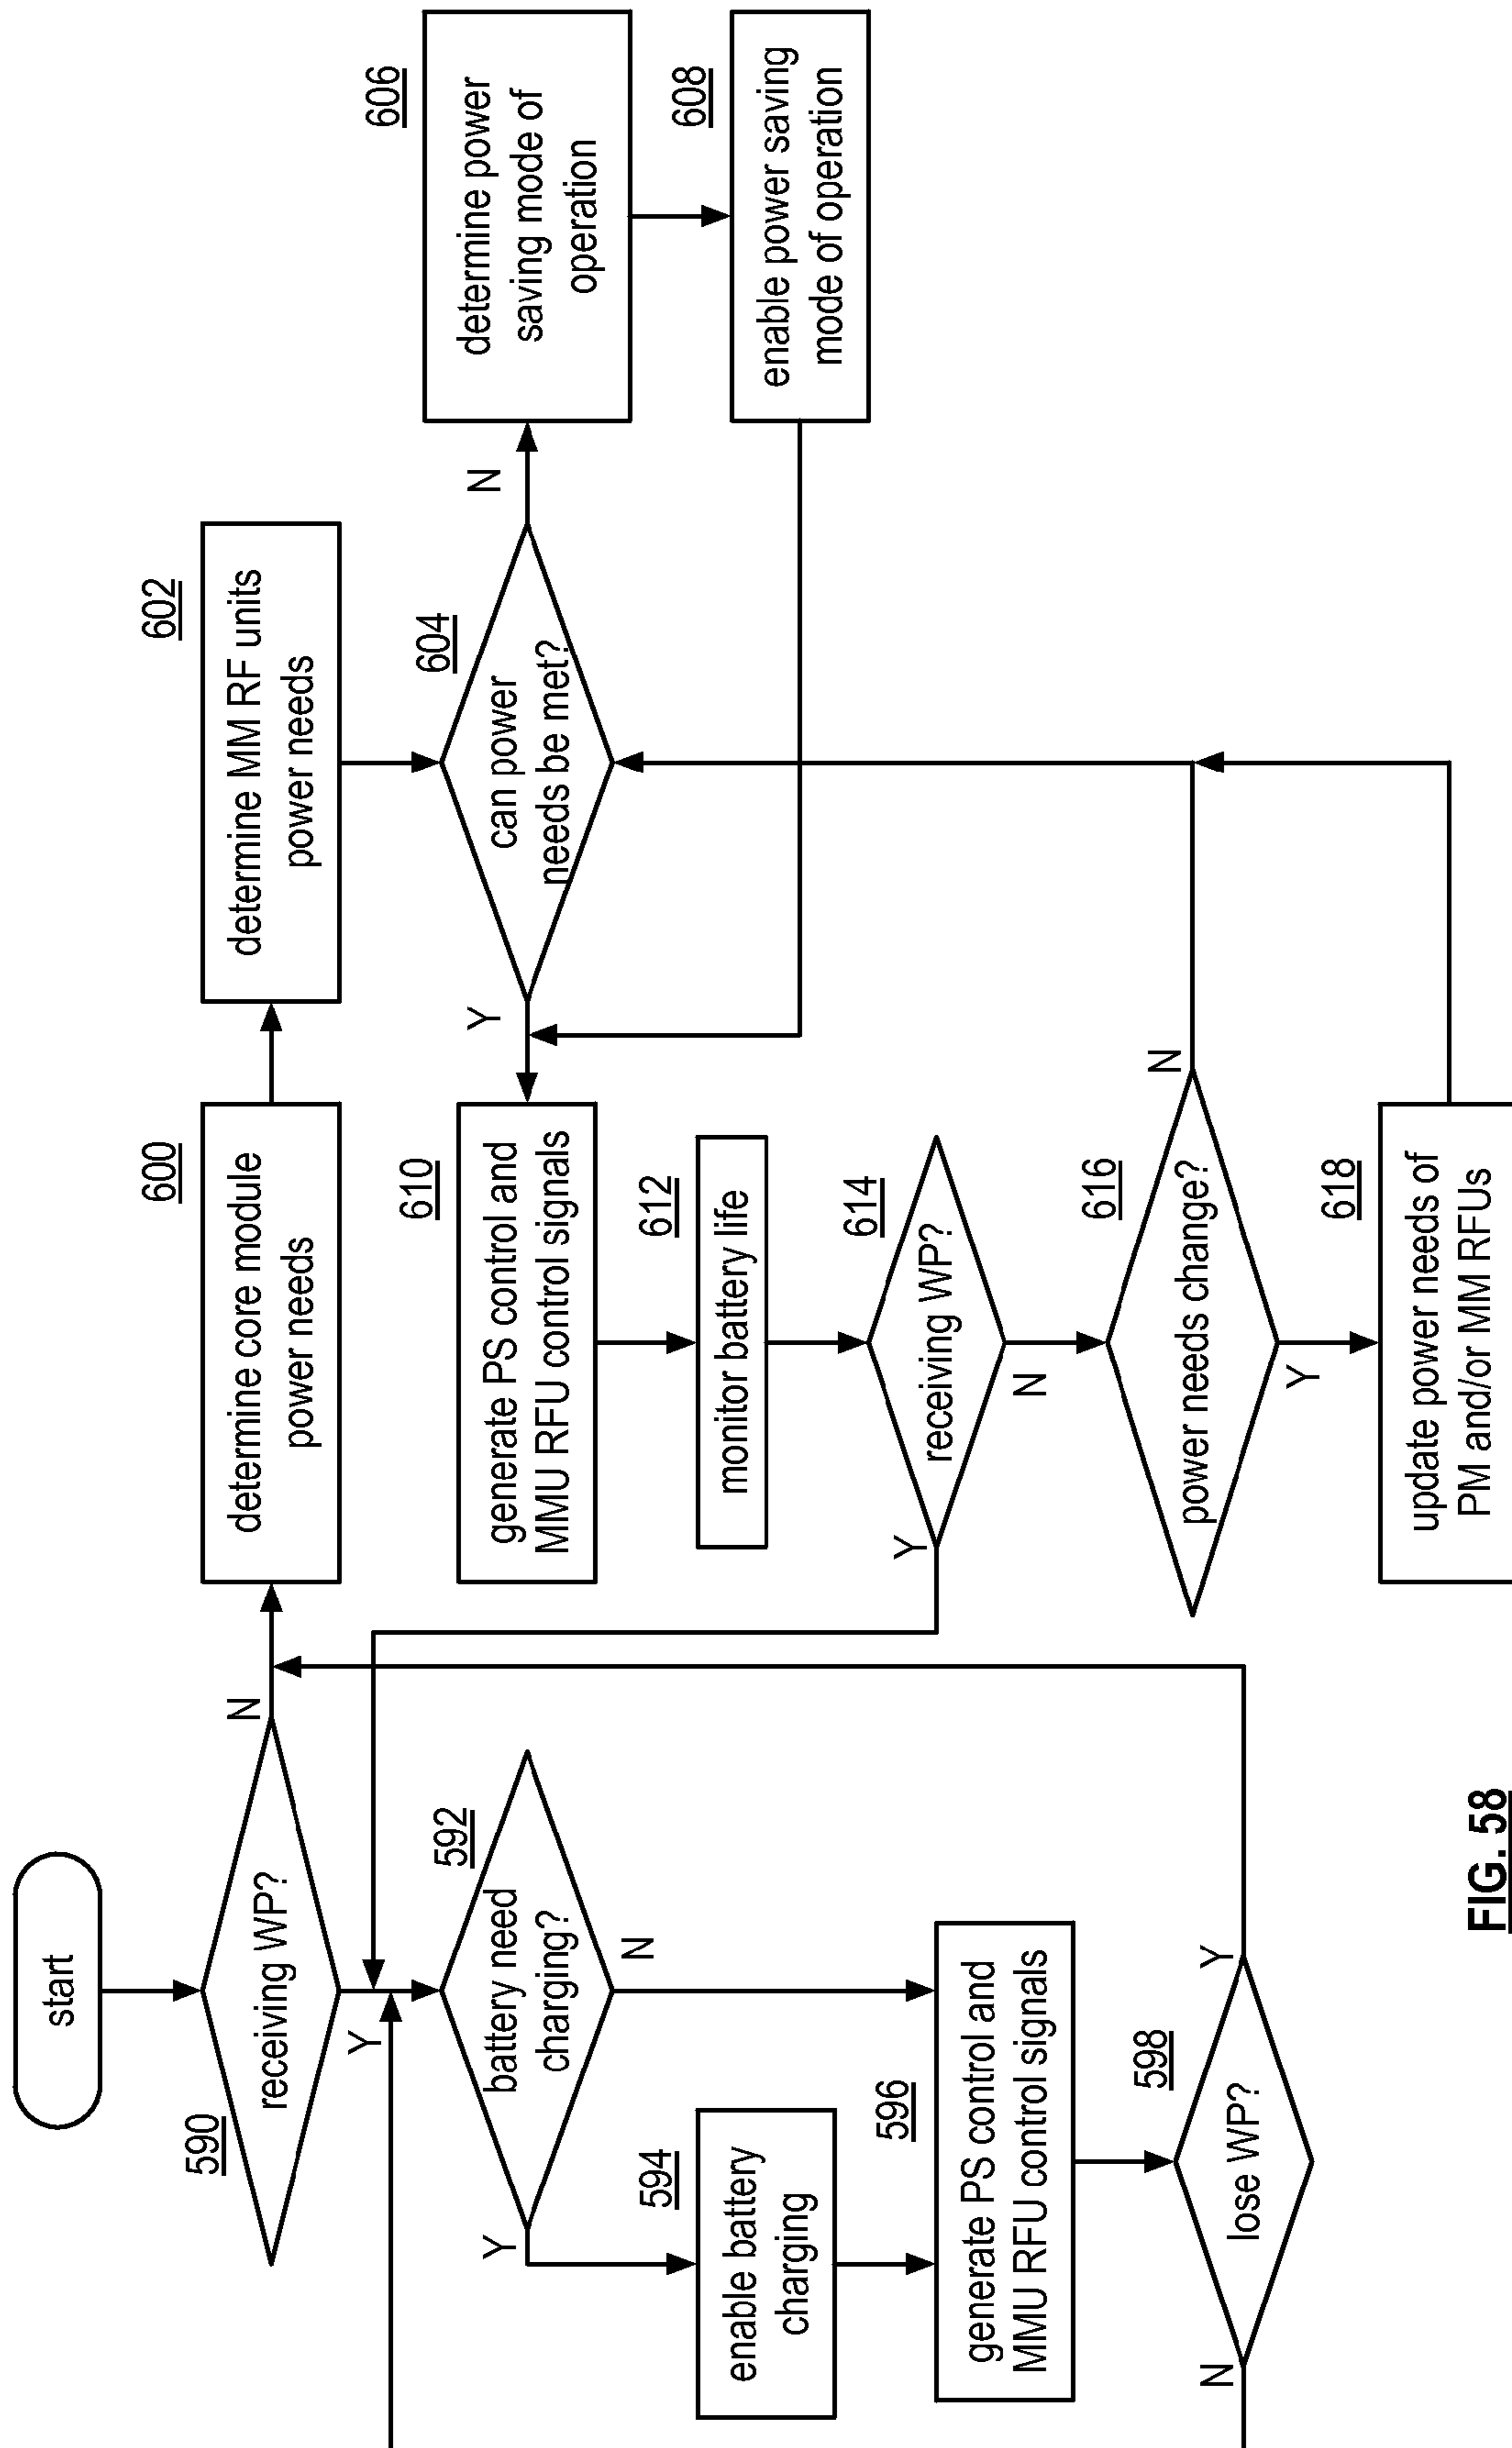 start
590
receiving WP?
N
Y
592
battery need
charging?
Y
N
594
enable battery
charging
596
generate PS control and
MMU RFU control signals
598
lose WP?
N
Y
600
determine core module
power needs
602
determine MM RF units
power needs
604
can power
needs be met?
Y
N
606
determine power
saving mode of
operation
608
enable power saving
mode of operation
610
generate PS control and
MMU RFU control signals
612
monitor battery life
614
receiving WP?
Y
N
616
power needs change?
N
Y
618
update power needs of
PM and/or MM RFUs
FIG. 58